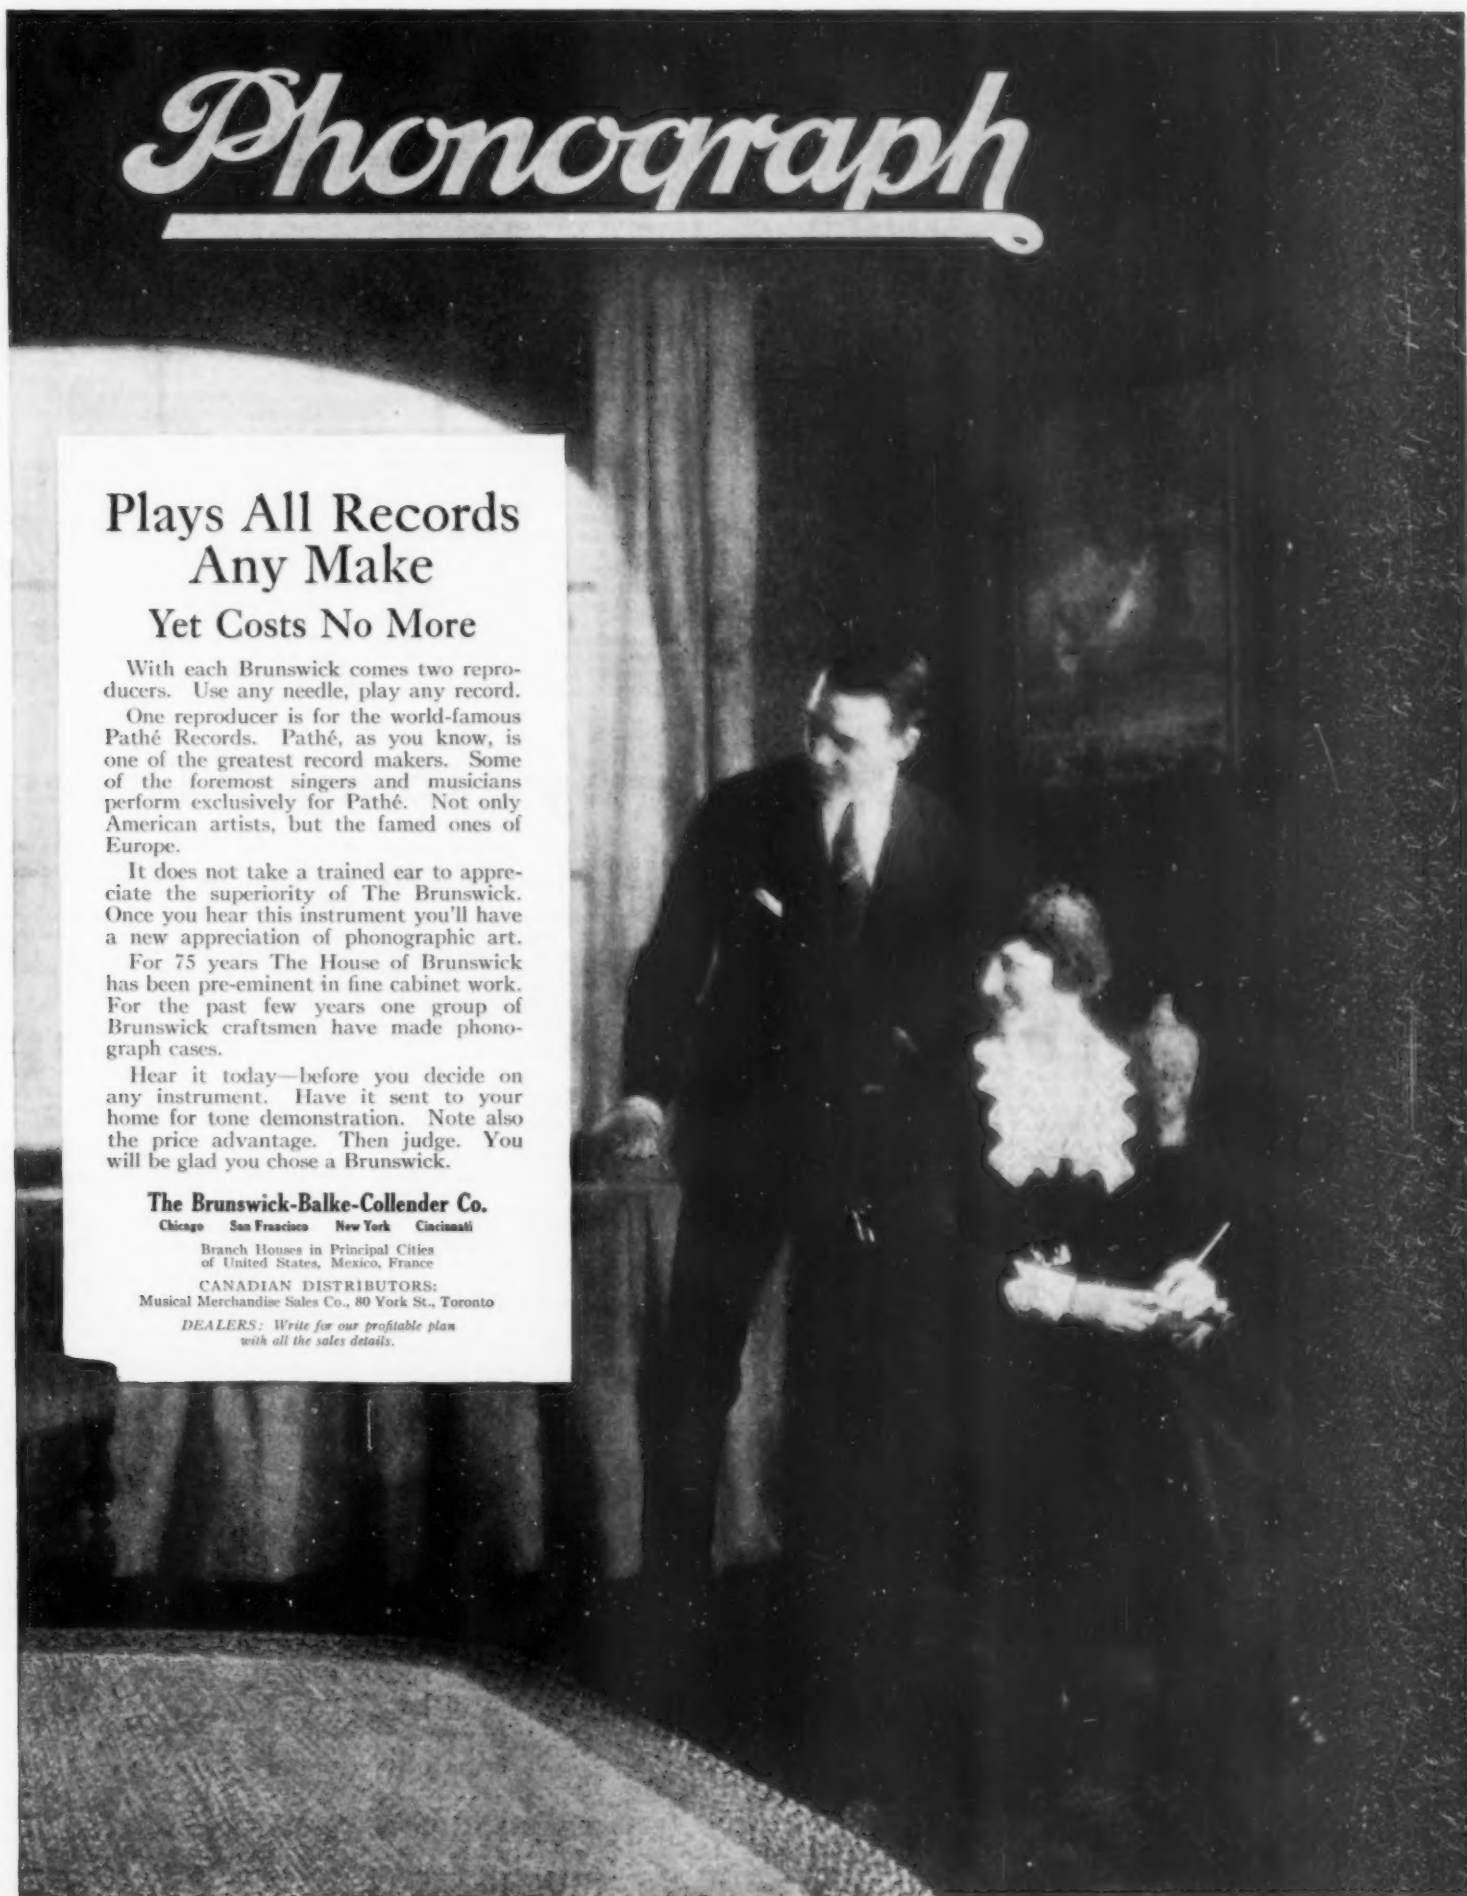 Phonograph
Plays All Records
Any Make
Yet Costs No More
With each Brunswick comes two repro-
ducers. Use any needle, play any record.
One reproducer is for the world-famous
Pathé Records. Pathé, as you know, is
one of the greatest record makers. Some
of the foremost singers and musicians
perform exclusively for Pathé. Not only
American artists, but the famed ones of
Europe.
It does not take a trained ear to appre-
ciate the superiority of The Brunswick.
Once you hear this instrument you'll have
a new appreciation of phonographic art.
For 75 years The House of Brunswick
has been pre-eminent in fine cabinet work.
For the past few years one group of
Brunswick craftsmen have made phono-
graph cases.
Hear it today—before you decide on
any instrument. Have it sent to your
home for tone demonstration. Note also
the price advantage. Then judge. You
will be glad you chose a Brunswick.
The Brunswick-Balke-Collender Co.
Chicago San Francisco New York Cincinnati
Branch Houses in Principal Cities
of United States, Mexico, France
CANADIAN DISTRIBUTORS:
Musical Merchandise Sales Co., 80 York St., Toronto
DEALERS: Write for our profitable plan
with all the sales details.